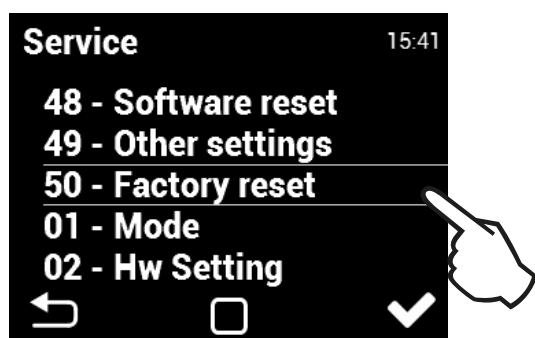 Service 15:41
48 - Software reset
49 - Other settings
50 - Factory reset
01 - Mode
02 - Hw Setting